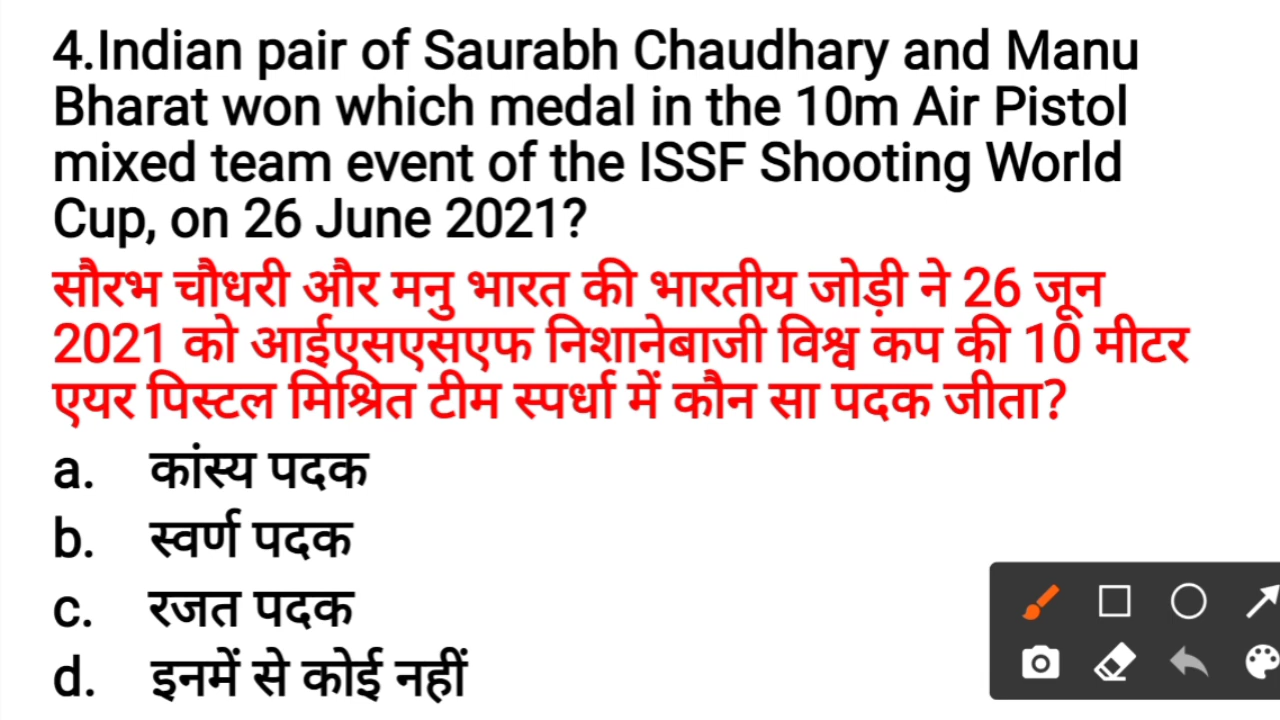 4.Indian pair of Saurabh Chaudhary and Manu
Bharat won which medal in the 10m Air Pistol
mixed team event of the ISSF Shooting World
Cup, on 26 June 2021?
सौरभ चौधरी और मनु भारत की भारतीय जोड़ी ने 26 जून
2021 को आईएसएसएफ निशानेबाजी विश्व कप की 10 मीटर
एयर पिस्टल मिश्रित टीम स्पर्धा में कौन सा पदक जीता?
a. कांस्य पदक
b. स्वर्ण पदक
c. रजत पदक
d. इनमें से कोई नहीं